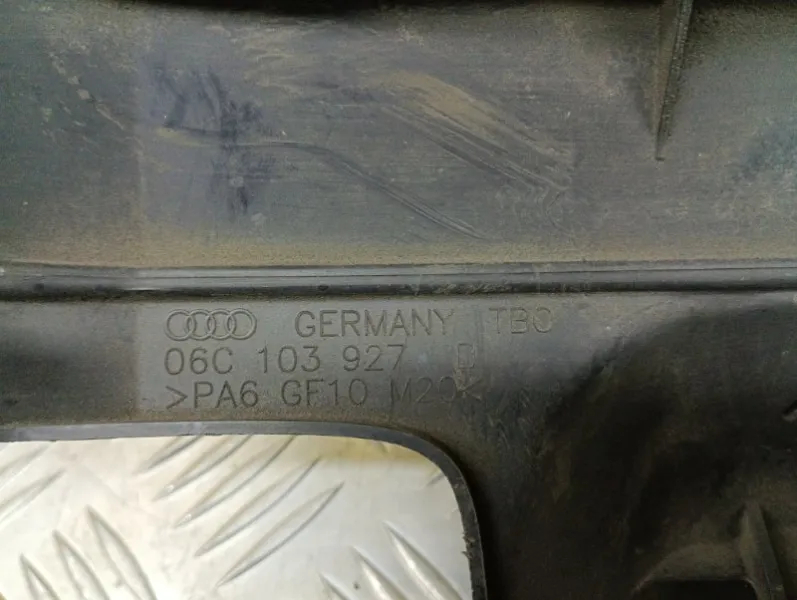 GERMANY TBO
06C 103 927 D
>PA6 GF10 M20<